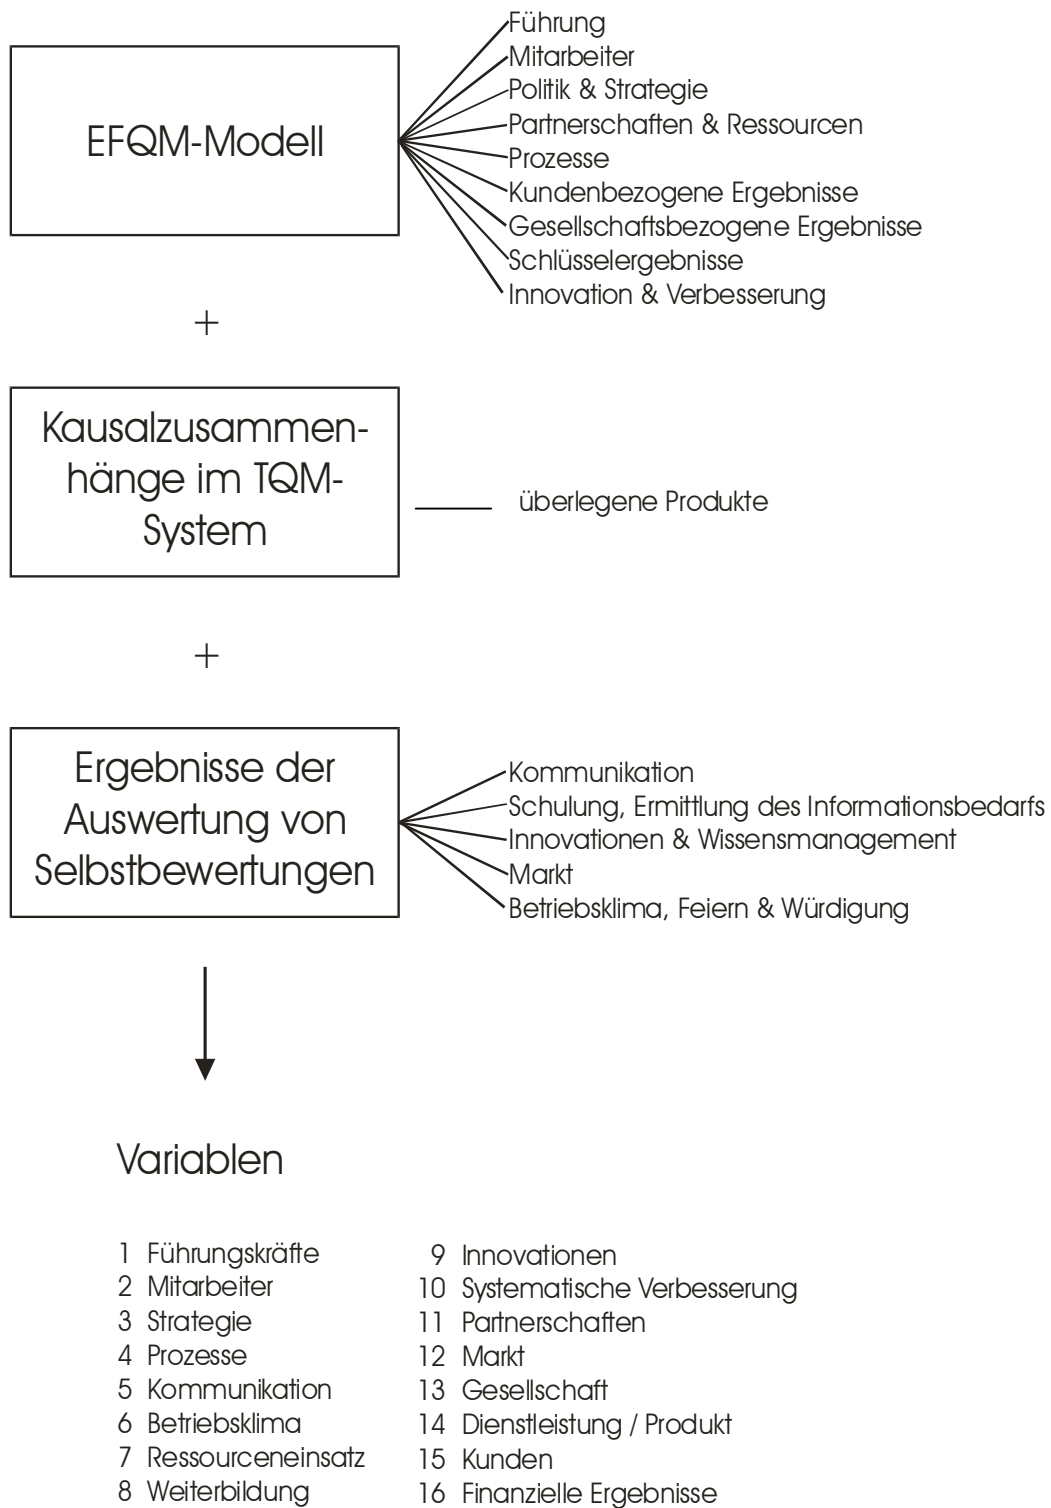 EFQM-Modell
Führung
Mitarbeiter
Politik & Strategie
Partnerschaften & Ressourcen
Prozesse
Kundenbezogene Ergebnisse
Gesellschaftsbezogene Ergebnisse
Schlüsselergebnisse
Innovation & Verbesserung
+
Kausalzusammen-
hänge im TQM-
System
überlegene Produkte
+
Ergebnisse der
Auswertung von
Selbstbewertungen
Kommunikation
Schulung, Ermittlung des Informationsbedarfs
Innovationen & Wissensmanagement
Markt
Betriebsklima, Feiern & Würdigung
Variablen
1 Führungskräfte
2 Mitarbeiter
3 Strategie
4 Prozesse
5 Kommunikation
6 Betriebsklima
7 Ressourceneinsatz
8 Weiterbildung
9 Innovationen
10 Systematische Verbesserung
11 Partnerschaften
12 Markt
13 Gesellschaft
14 Dienstleistung / Produkt
15 Kunden
16 Finanzielle Ergebnisse